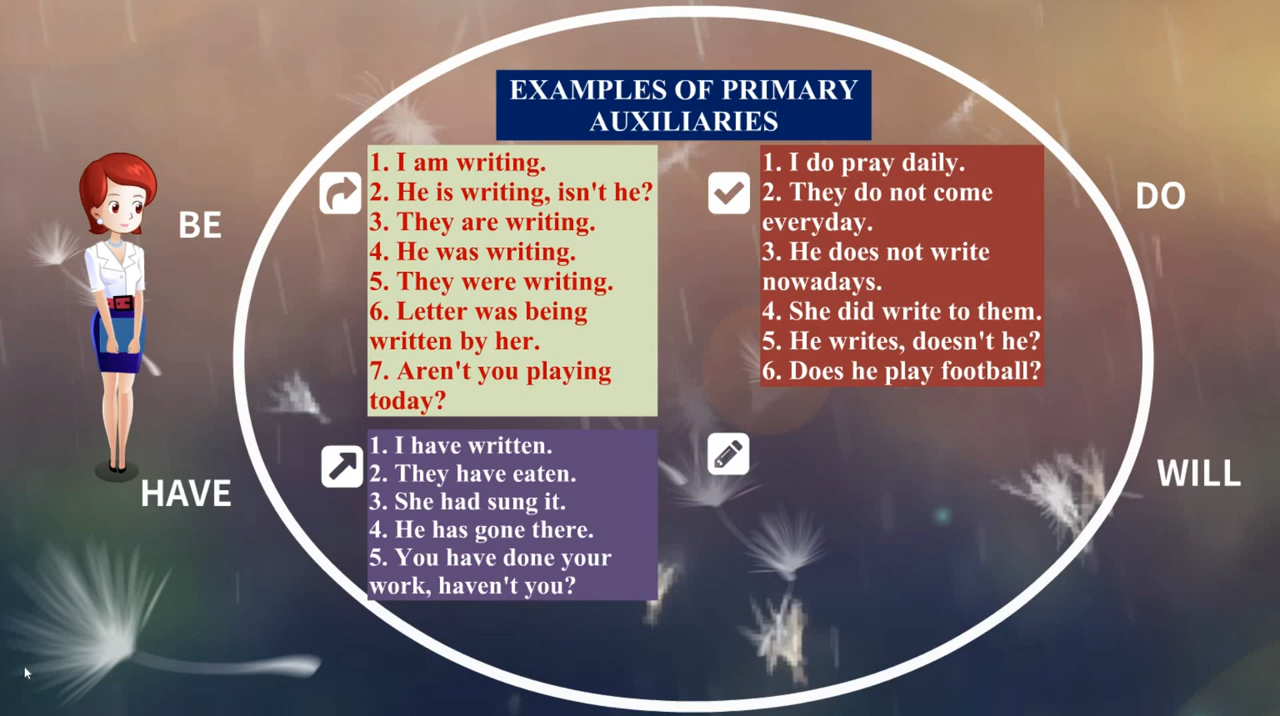 EXAMPLES OF PRIMARY
AUXILIARIES
BE
1. I am writing.
2. He is writing, isn't he?
3. They are writing.
4. He was writing.
5. They were writing.
6. Letter was being
written by her.
7. Aren't you playing
today?
DO
1. I do pray daily.
2. They do not come
everyday.
3. He does not write
nowadays.
4. She did write to them.
5. He writes, doesn't he?
6. Does he play football?
HAVE
1. I have written.
2. They have eaten.
3. She had sung it.
4. He has gone there.
5. You have done your
work, haven't you?
WILL